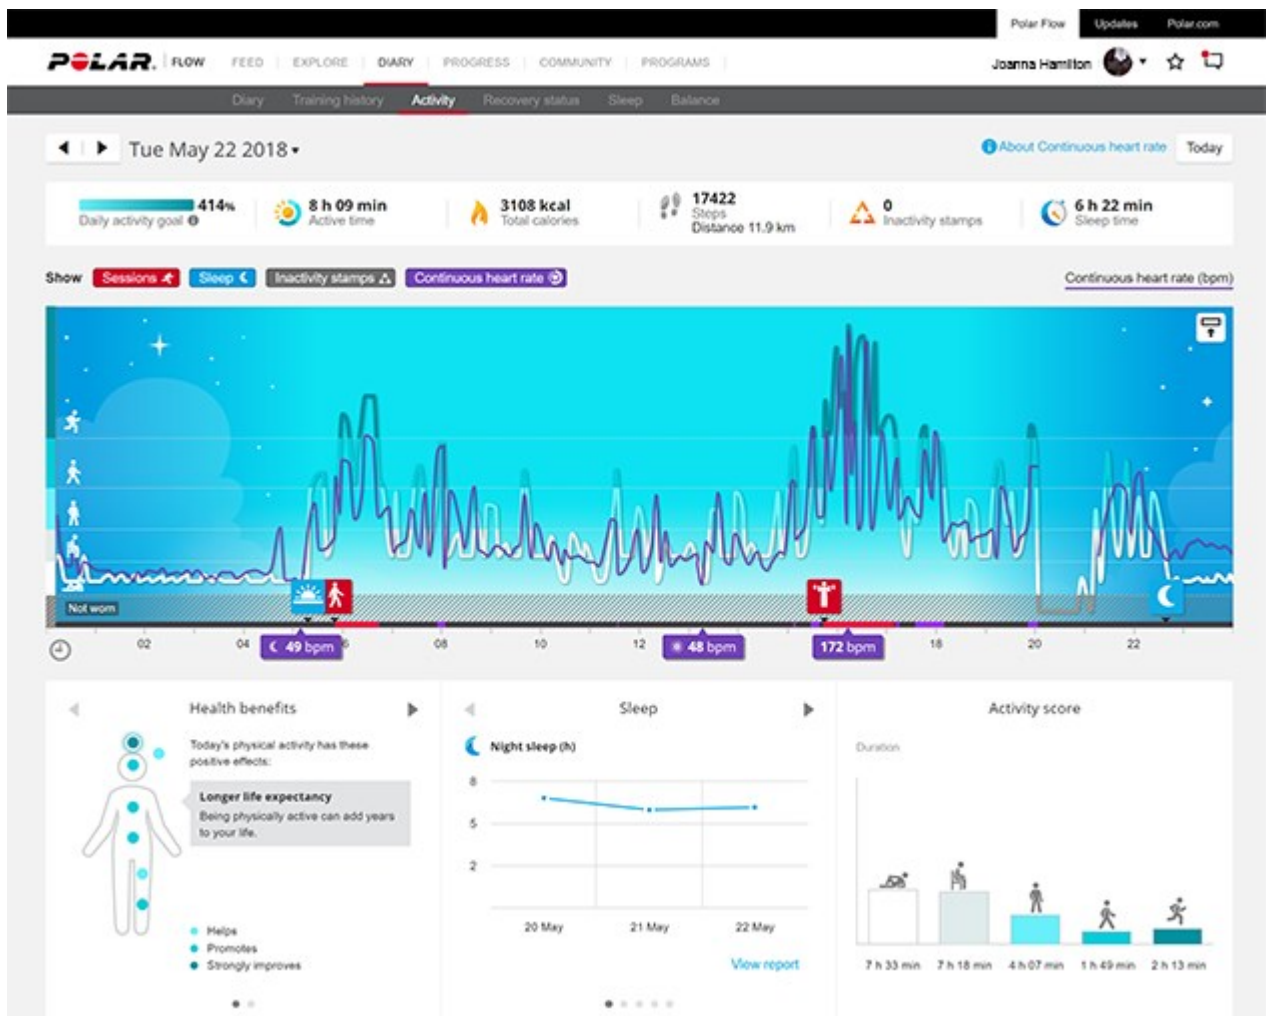 Polar Flow Updates Polar.com
POLAR. FLOW FEED EXPLORE DIARY PROGRESS COMMUNITY PROGRAMS
Joanna Hamilton
Diary Training history Activity Recovery status Sleep Balance
Tue May 22 2018
About Continuous heart rate Today
414%
Daily activity goal
8 h 09 min
Active time
3108 kcal
Total calories
17422
Steps
Distance 11.9 km
0
Inactivity stamps
6 h 22 min
Sleep time
Show Sessions Sleep Inactivity stamps Continuous heart rate
Continuous heart rate (bpm)
Not worn
02 04 6 08 10 12 18 20 22
49 bpm 48 bpm 172 bpm
Health benefits
Today's physical activity has these
positive effects:
Longer life expectancy
Being physically active can add years
to your life.
Helps
Promotes
Strongly improves
Sleep
Night sleep (h)
8
5
2
20 May 21 May 22 May
View report
Activity score
Duration
7 h 33 min 7 h 18 min 4 h 07 min 1 h 49 min 2 h 13 min